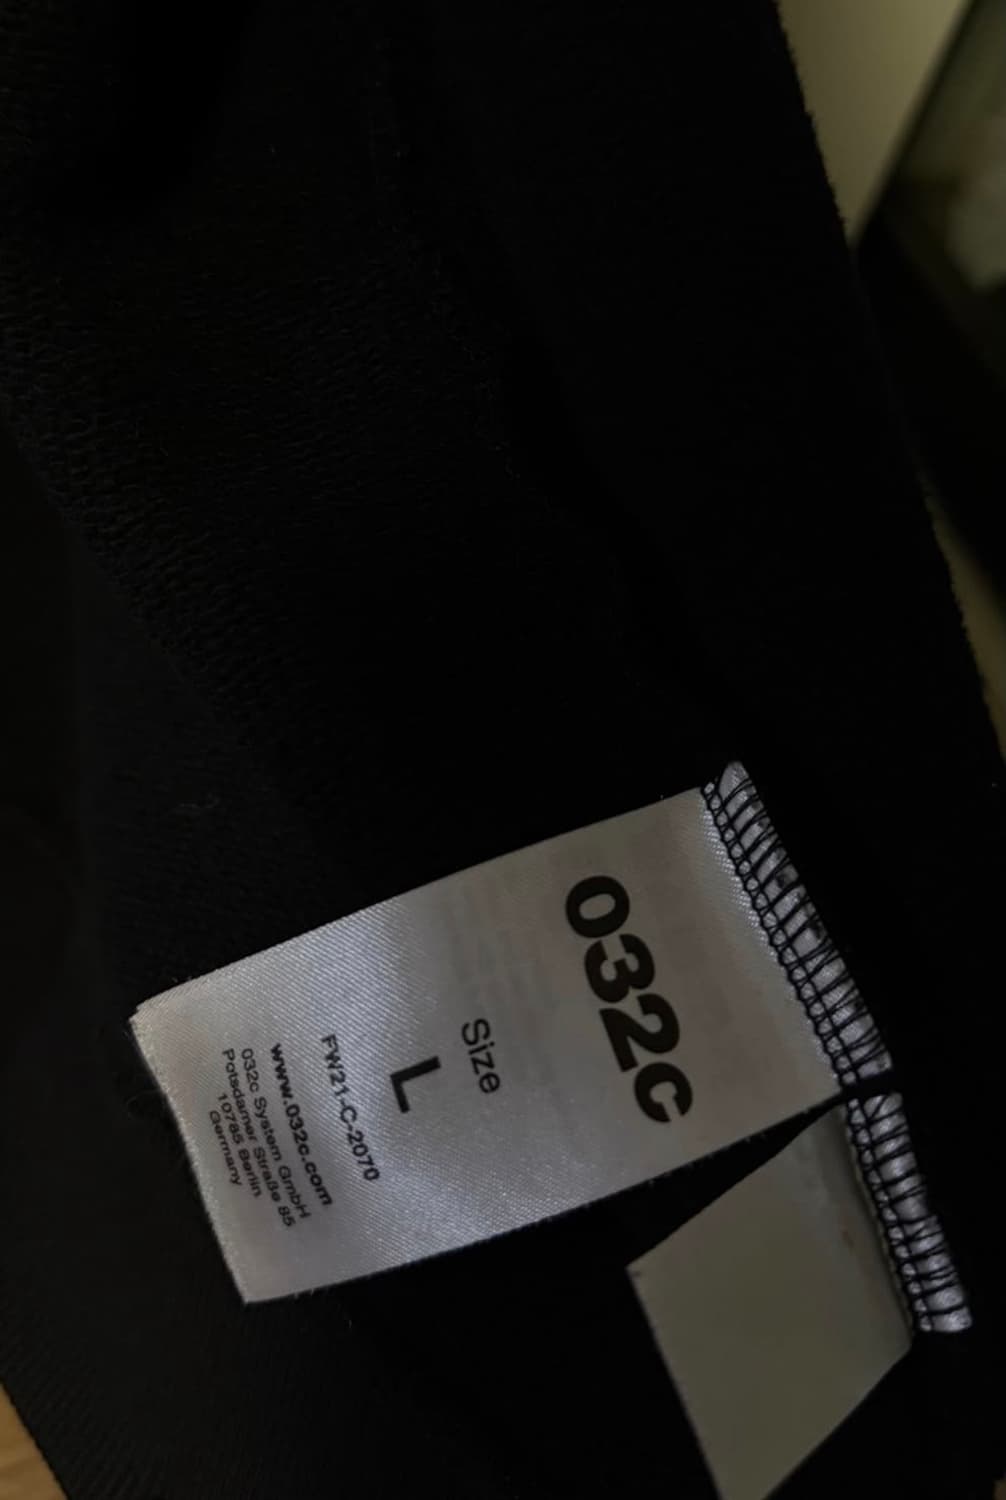 032c
Size
L
FW21-C-2070
www.032c.com
032c System GmbH
Potsdamer Straße 85
10785 Berlin
Germany